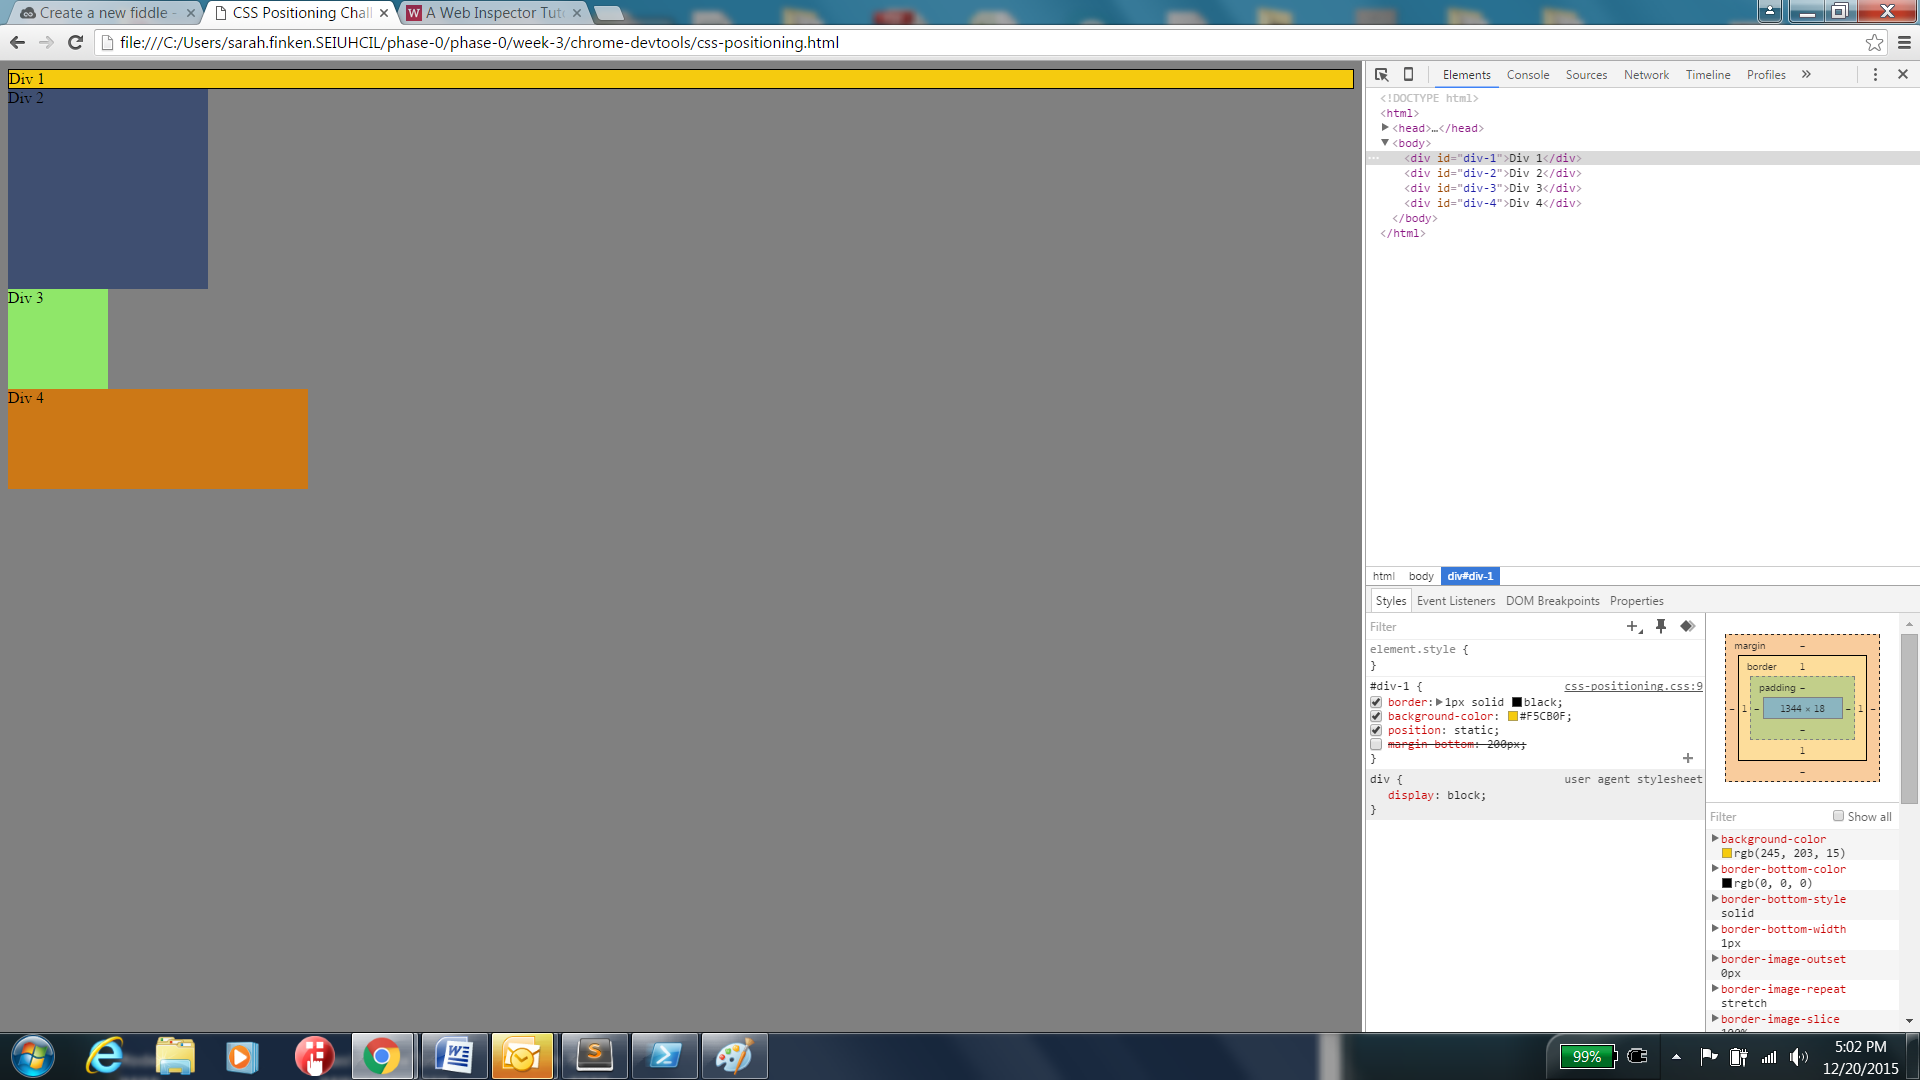 Create a new fiddle -
CSS Positioning Chall
A Web Inspector Tuto
file:///C:/Users/sarah.finken.SEIUHCIL/phase-0/phase-0/week-3/chrome-devtools/css-positioning.html
Div 1
Div 2
Div 3
Div 4
Elements Console Sources Network Timeline Profiles »
<!DOCTYPE html>
<html>
<head>…</head>
<body>
<div id="div-1">Div 1</div>
<div id="div-2">Div 2</div>
<div id="div-3">Div 3</div>
<div id="div-4">Div 4</div>
</body>
</html>
html body div#div-1
Styles Event Listeners DOM Breakpoints Properties
Filter
element.style {
}
#div-1 { css-positioning.css:9
border: 1px solid black;
background-color: #F5CB0F;
position: static;
margin-bottom: 200px;
}
div { user agent stylesheet
display: block;
}
margin –
border 1
padding –
– 1 – 1344 × 18 – 1 –
–
1
–
Filter Show all
background-color
rgb(245, 203, 15)
border-bottom-color
rgb(0, 0, 0)
border-bottom-style
solid
border-bottom-width
1px
border-image-outset
0px
border-image-repeat
stretch
border-image-slice
100%
99%
5:02 PM
12/20/2015